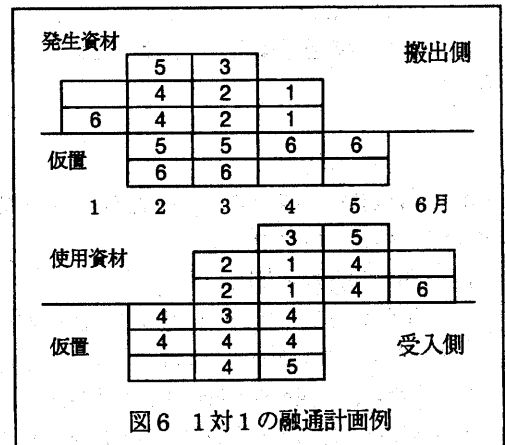 発生資材 搬出側
5 3
4 2 1
6 4 2 1
仮置 5 5 6 6
6 6
1 2 3 4 5 6月
3 5
使用資材 2 1 4
2 1 4 6
4 3 4
仮置 4 4 4 受入側
4 5
図6 1対1の融通計画例